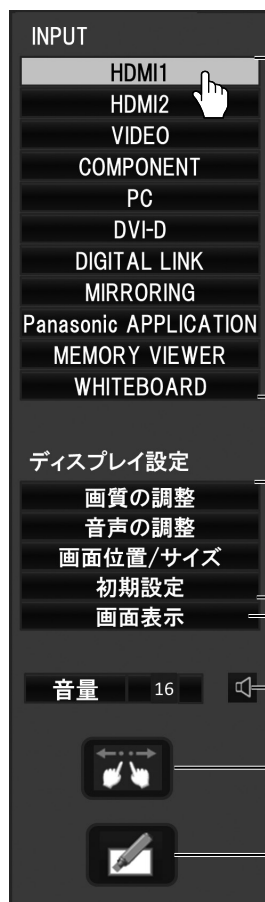 INPUT
HDMI1
HDMI2
VIDEO
COMPONENT
PC
DVI-D
DIGITAL LINK
MIRRORING
Panasonic APPLICATION
MEMORY VIEWER
WHITEBOARD
ディスプレイ設定
画質の調整
音声の調整
画面位置/サイズ
初期設定
画面表示
音量 16